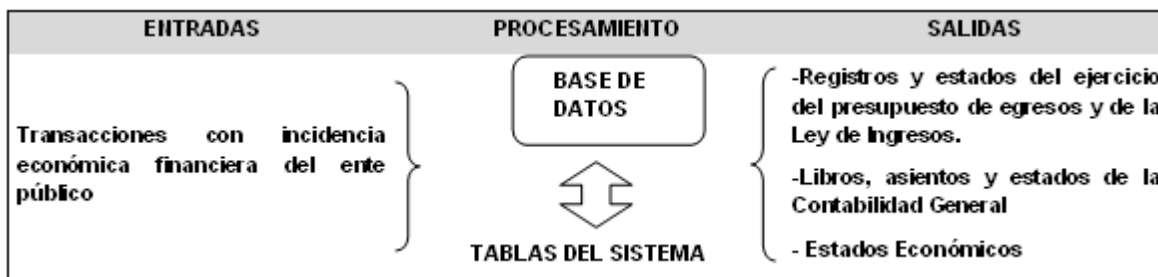 ENTRADAS PROCESAMIENTO SALIDAS
Transacciones con incidencia
económica financiera del ente
público
BASE DE
DATOS
TABLAS DEL SISTEMA
-Registros y estados del ejercicio
del presupuesto de egresos y de la
Ley de Ingresos.
-Libros, asientos y estados de la
Contabilidad General
- Estados Económicos